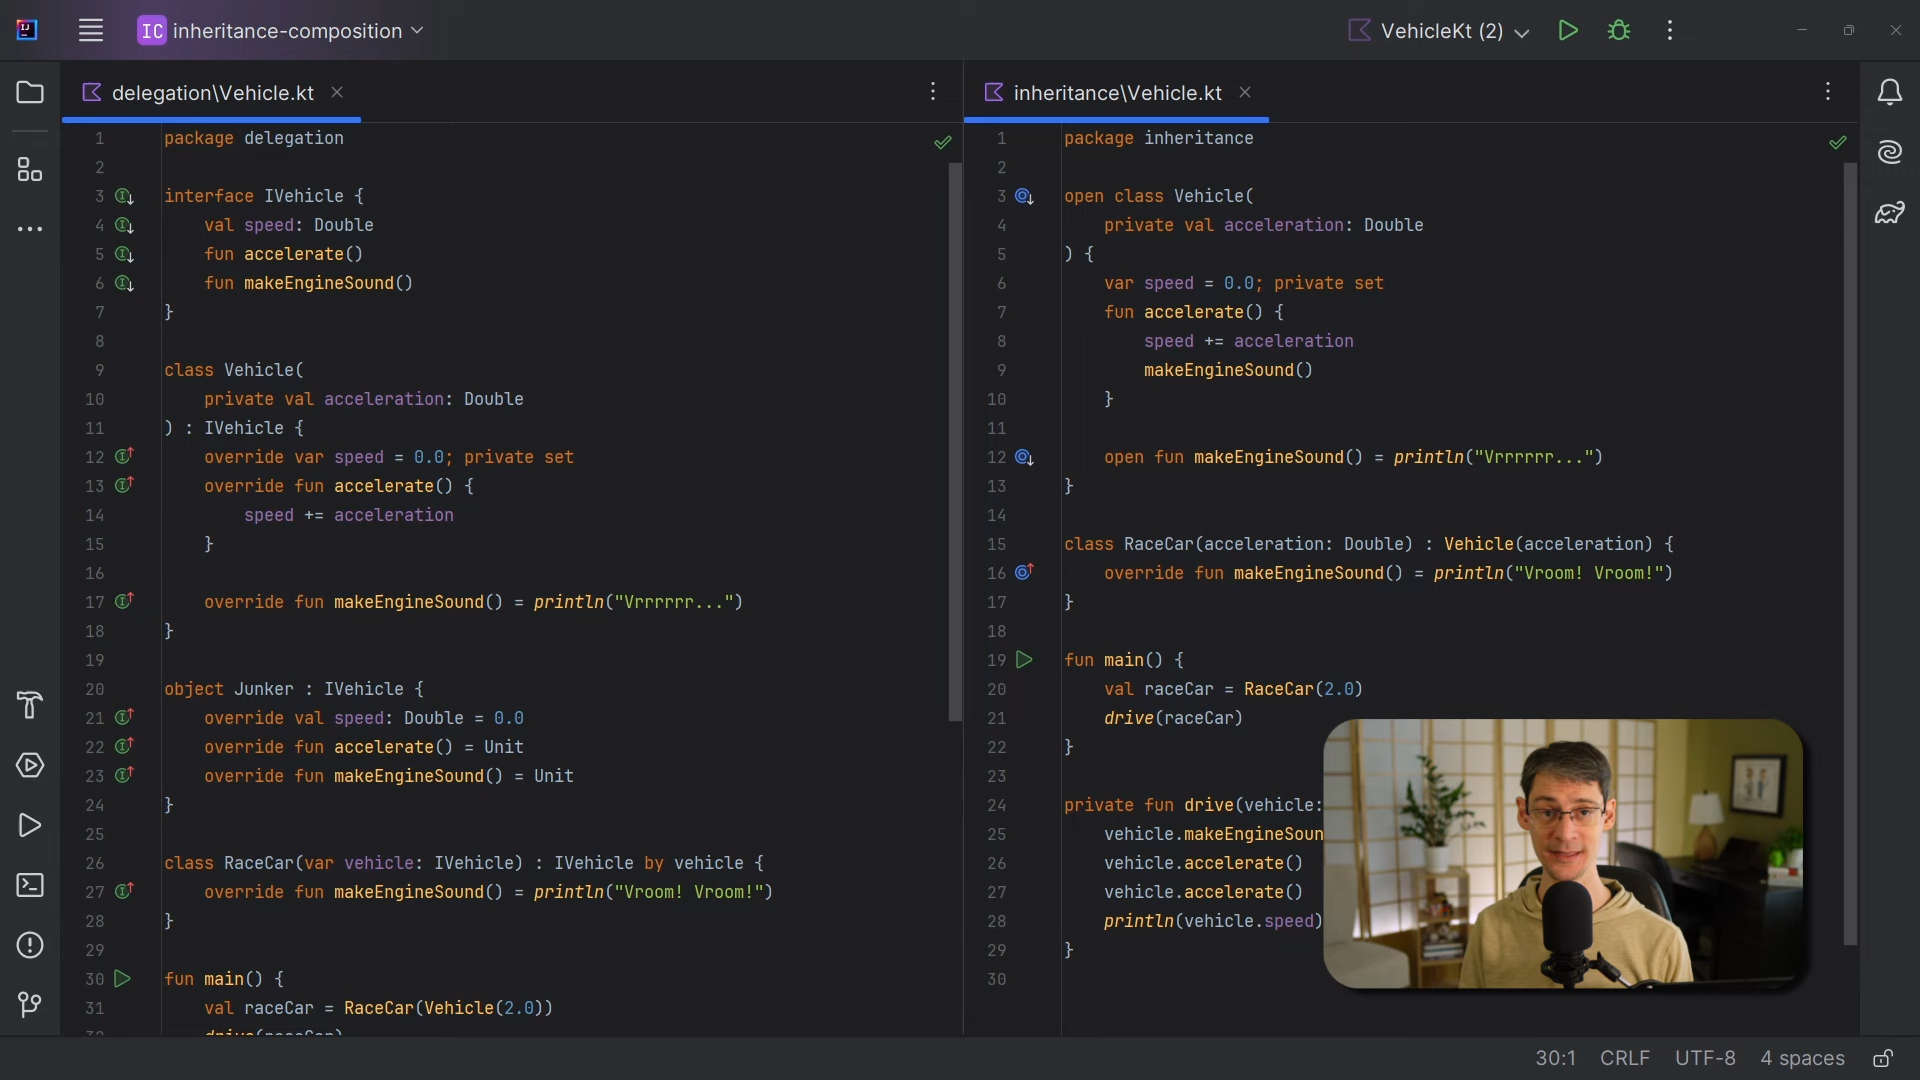 IC inheritance-composition
VehicleKt (2)
delegation\Vehicle.kt
1 package delegation
2
3 interface IVehicle {
4 val speed: Double
5 fun accelerate()
6 fun makeEngineSound()
7 }
8
9 class Vehicle(
10 private val acceleration: Double
11 ) : IVehicle {
12 override var speed = 0.0; private set
13 override fun accelerate() {
14 speed += acceleration
15 }
16
17 override fun makeEngineSound() = println("Vrrrrrr...")
18 }
19
20 object Junker : IVehicle {
21 override val speed: Double = 0.0
22 override fun accelerate() = Unit
23 override fun makeEngineSound() = Unit
24 }
25
26 class RaceCar(var vehicle: IVehicle) : IVehicle by vehicle {
27 override fun makeEngineSound() = println("Vroom! Vroom!")
28 }
29
30 fun main() {
31 val raceCar = RaceCar(Vehicle(2.0))
inheritance\Vehicle.kt
1 package inheritance
2
3 open class Vehicle(
4 private val acceleration: Double
5 ) {
6 var speed = 0.0; private set
7 fun accelerate() {
8 speed += acceleration
9 makeEngineSound()
10 }
11
12 open fun makeEngineSound() = println("Vrrrrrr...")
13 }
14
15 class RaceCar(acceleration: Double) : Vehicle(acceleration) {
16 override fun makeEngineSound() = println("Vroom! Vroom!")
17 }
18
19 fun main() {
20 val raceCar = RaceCar(2.0)
21 drive(raceCar)
22 }
23
24 private fun drive(vehicle:
25 vehicle.makeEngineSoun
26 vehicle.accelerate()
27 vehicle.accelerate()
28 println(vehicle.speed)
29 }
30
30:1 CRLF UTF-8 4 spaces